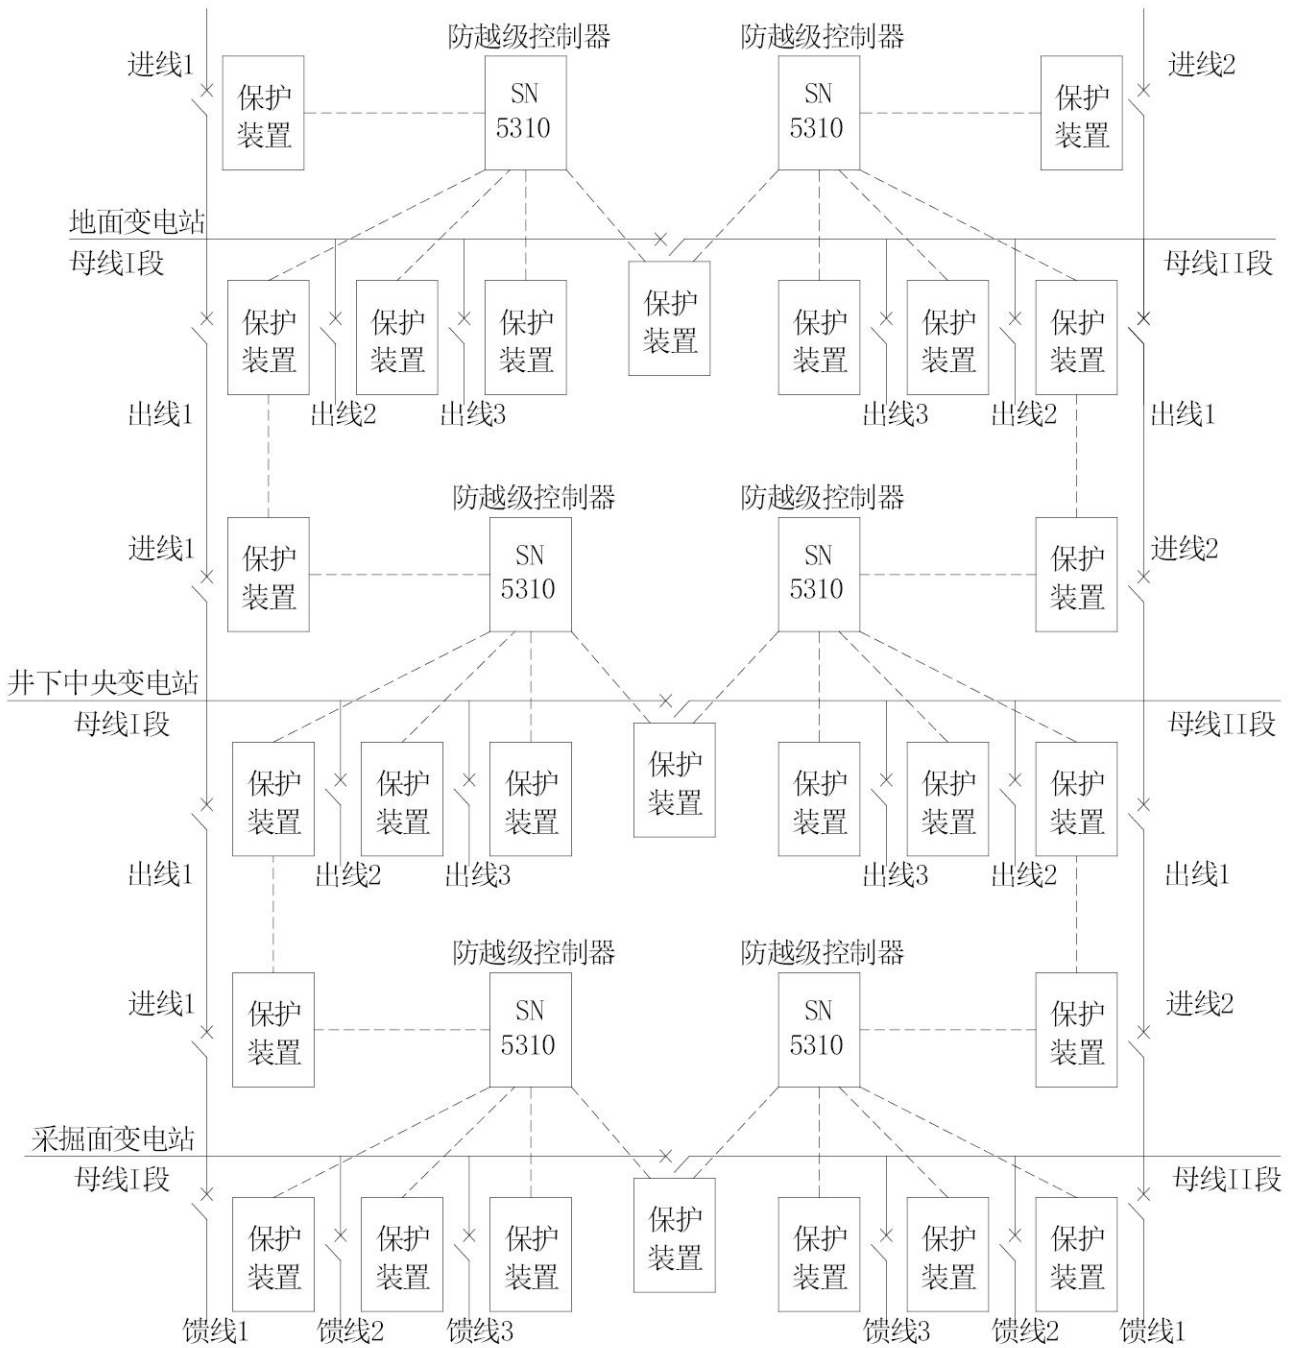 防越级控制器
防越级控制器
进线1
保护
装置
SN
5310
SN
5310
保护
装置
进线2
地面变电站
母线I段
母线II段
保护
装置
保护
装置
保护
装置
保护
装置
保护
装置
保护
装置
保护
装置
出线1
出线2
出线3
出线3
出线2
出线1
防越级控制器
防越级控制器
进线1
保护
装置
SN
5310
SN
5310
保护
装置
进线2
井下中央变电站
母线I段
母线II段
保护
装置
保护
装置
保护
装置
保护
装置
保护
装置
保护
装置
保护
装置
出线1
出线2
出线3
出线3
出线2
出线1
防越级控制器
防越级控制器
进线1
保护
装置
SN
5310
SN
5310
保护
装置
进线2
采掘面变电站
母线I段
母线II段
保护
装置
保护
装置
保护
装置
保护
装置
保护
装置
保护
装置
保护
装置
馈线1
馈线2
馈线3
馈线3
馈线2
馈线1